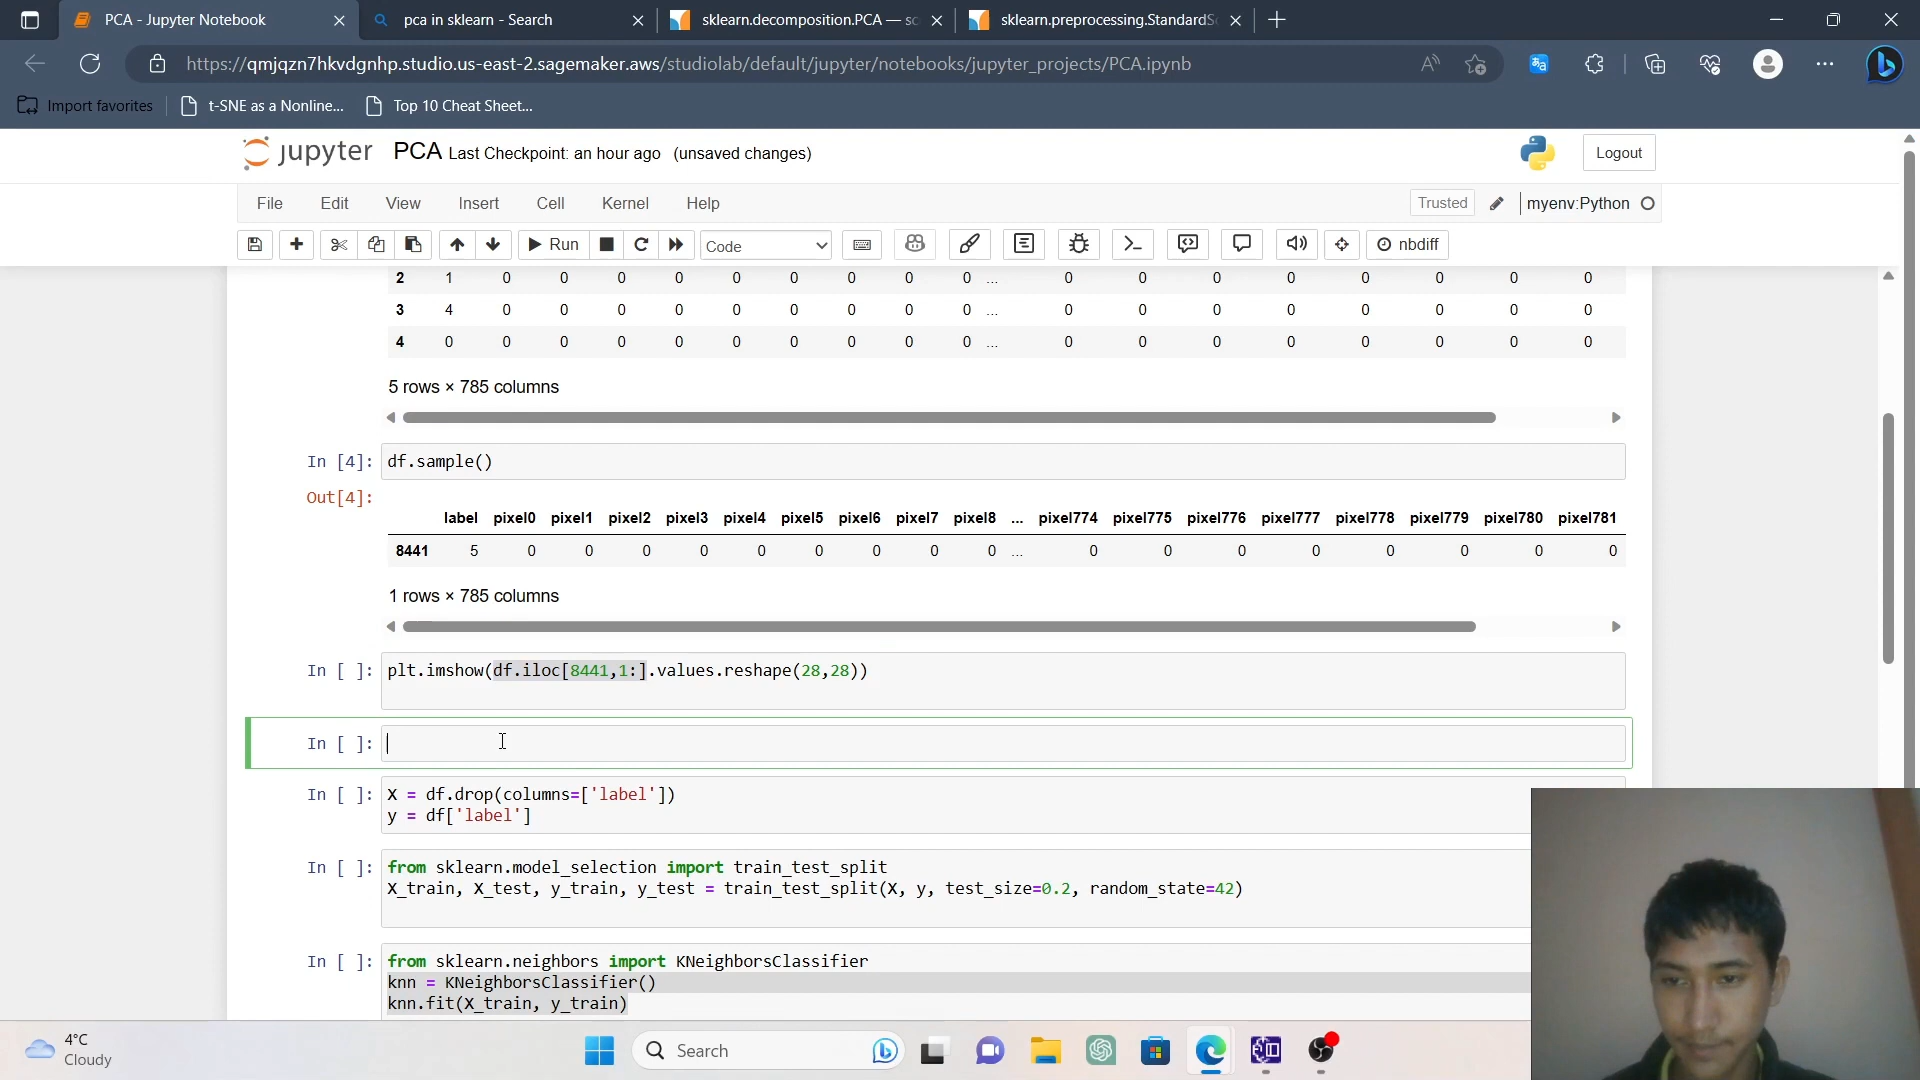 PCA - Jupyter Notebook
pca in sklearn - Search
sklearn.decomposition.PCA — sc
sklearn.preprocessing.StandardSc
https://qmjqzn7hkvdgnhp.studio.us-east-2.sagemaker.aws/studiolab/default/jupyter/notebooks/jupyter_projects/PCA.ipynb
Import favorites
t-SNE as a Nonline...
Top 10 Cheat Sheet...
jupyter PCA Last Checkpoint: an hour ago (unsaved changes)
Logout
File Edit View Insert Cell Kernel Help
Trusted
myenv:Python
Run
Code
nbdiff
2 1 0 0 0 0 0 0 0 0 0 ... 0 0 0 0 0 0 0 0
3 4 0 0 0 0 0 0 0 0 0 ... 0 0 0 0 0 0 0 0
4 0 0 0 0 0 0 0 0 0 0 ... 0 0 0 0 0 0 0 0
5 rows × 785 columns
In [4]: df.sample()
Out[4]:
label pixel0 pixel1 pixel2 pixel3 pixel4 pixel5 pixel6 pixel7 pixel8 ... pixel774 pixel775 pixel776 pixel777 pixel778 pixel779 pixel780 pixel781
8441 5 0 0 0 0 0 0 0 0 0 ... 0 0 0 0 0 0 0 0
1 rows × 785 columns
In [ ]: plt.imshow(df.iloc[8441,1:].values.reshape(28,28))
In [ ]:
In [ ]: X = df.drop(columns=['label'])
y = df['label']
In [ ]: from sklearn.model_selection import train_test_split
X_train, X_test, y_train, y_test = train_test_split(X, y, test_size=0.2, random_state=42)
In [ ]: from sklearn.neighbors import KNeighborsClassifier
knn = KNeighborsClassifier()
knn.fit(X_train, y_train)
4°C
Cloudy
Search